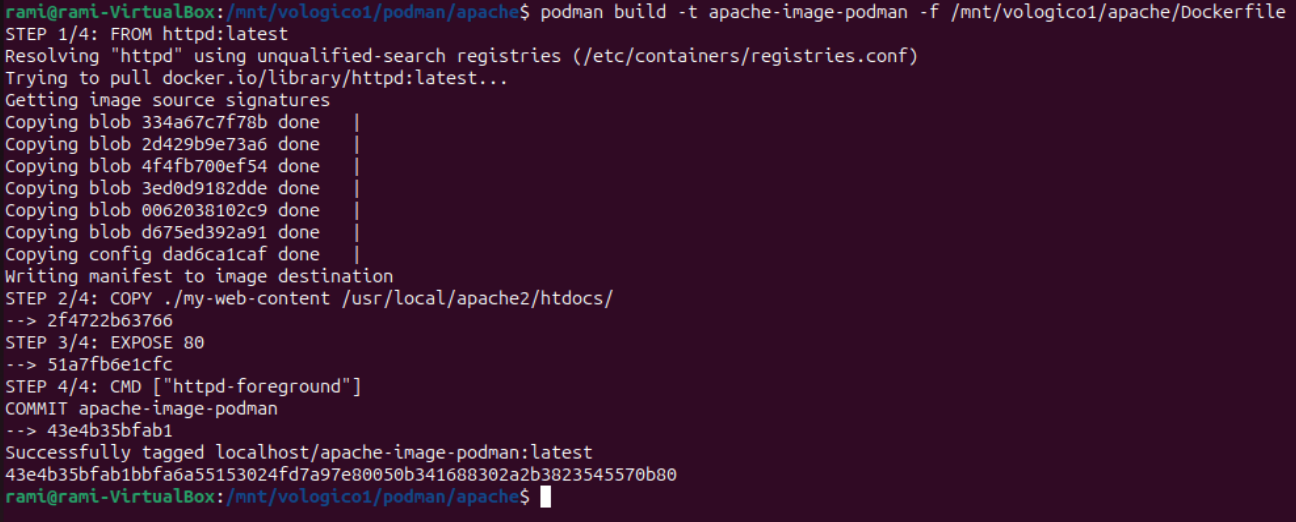 rami@rami-VirtualBox:/mnt/vologico1/podman/apache$ podman build -t apache-image-podman -f /mnt/vologico1/apache/Dockerfile
STEP 1/4: FROM httpd:latest
Resolving "httpd" using unqualified-search registries (/etc/containers/registries.conf)
Trying to pull docker.io/library/httpd:latest...
Getting image source signatures
Copying blob 334a67c7f78b done   |
Copying blob 2d429b9e73a6 done   |
Copying blob 4f4fb700ef54 done   |
Copying blob 3ed0d9182dde done   |
Copying blob 0062038102c9 done   |
Copying blob d675ed392a91 done   |
Copying config dad6ca1caf done   |
Writing manifest to image destination
STEP 2/4: COPY ./my-web-content /usr/local/apache2/htdocs/
--> 2f4722b63766
STEP 3/4: EXPOSE 80
--> 51a7fb6e1cfc
STEP 4/4: CMD ["httpd-foreground"]
COMMIT apache-image-podman
--> 43e4b35bfab1
Successfully tagged localhost/apache-image-podman:latest
43e4b35bfab1bbfa6a55153024fd7a97e80050b341688302a2b3823545570b80
rami@rami-VirtualBox:/mnt/vologico1/podman/apache$